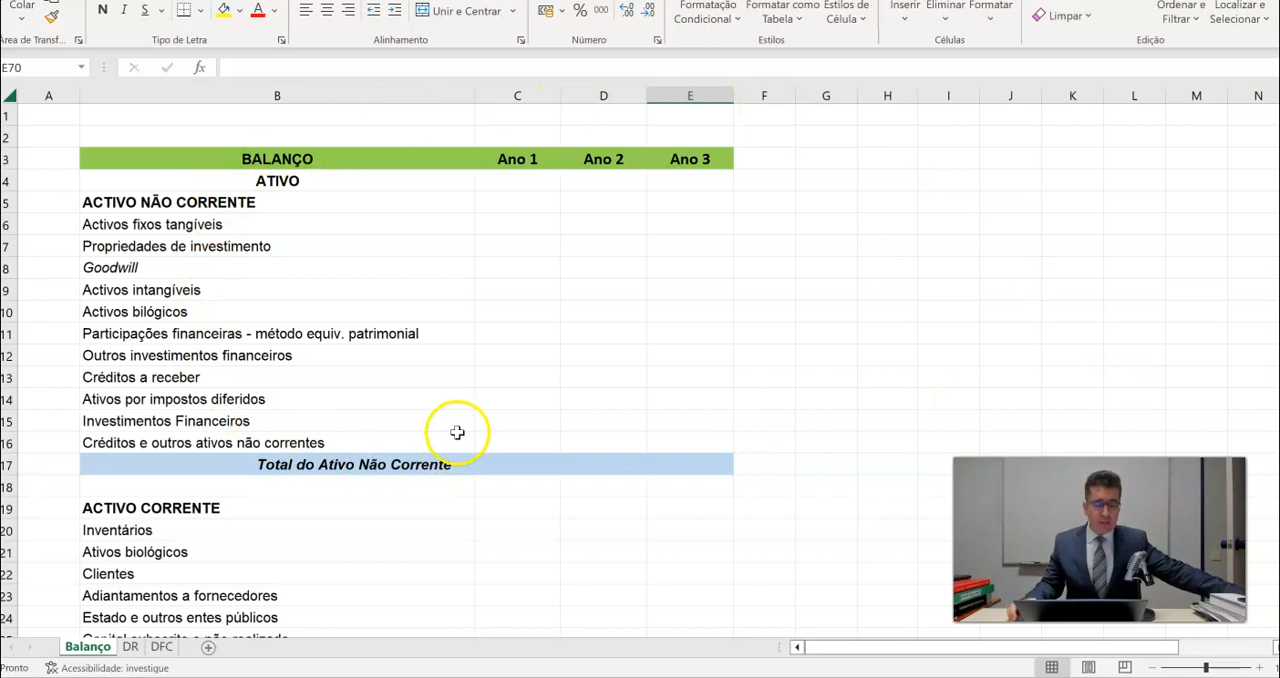 Colar
N I S A Unir e Centrar % 000
Formatação Condicional
Formatar como Tabela
Estilos de Célula
Inserir Eliminar Formatar
Limpar
Ordenar e Filtrar
Localizar e Selecionar
Área de Transf... Tipo de Letra Alinhamento Número Estilos Células Edição
E70 fx
A B C D E F G H I J K L M N
1
2
3 BALANÇO Ano 1 Ano 2 Ano 3
4 ATIVO
5 ACTIVO NÃO CORRENTE
6 Activos fixos tangíveis
7 Propriedades de investimento
8 Goodwill
9 Activos intangíveis
10 Activos bilógicos
11 Participações financeiras - método equiv. patrimonial
12 Outros investimentos financeiros
13 Créditos a receber
14 Ativos por impostos diferidos
15 Investimentos Financeiros
16 Créditos e outros ativos não correntes
17 Total do Ativo Não Corrente
18
19 ACTIVO CORRENTE
20 Inventários
21 Ativos biológicos
22 Clientes
23 Adiantamentos a fornecedores
24 Estado e outros entes públicos
Balanço DR DFC
Pronto Acessibilidade: investigue